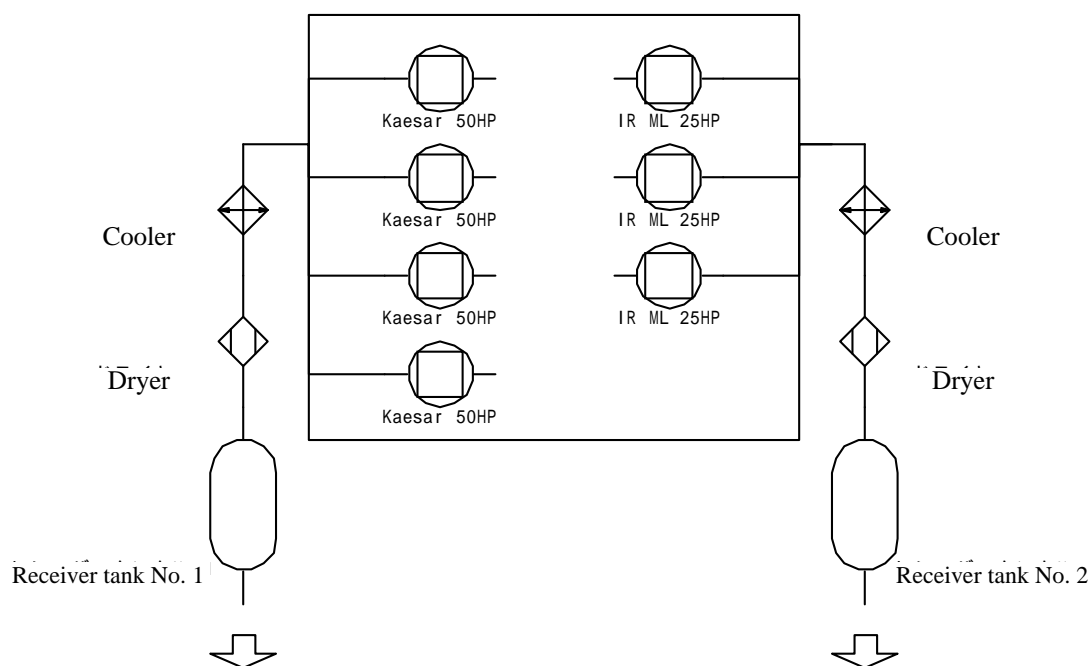 Kaesar 50HP
IR ML 25HP
Kaesar 50HP
IR ML 25HP
Cooler
Cooler
Kaesar 50HP
IR ML 25HP
Dryer
Dryer
Kaesar 50HP
Receiver tank No. 1
Receiver tank No. 2